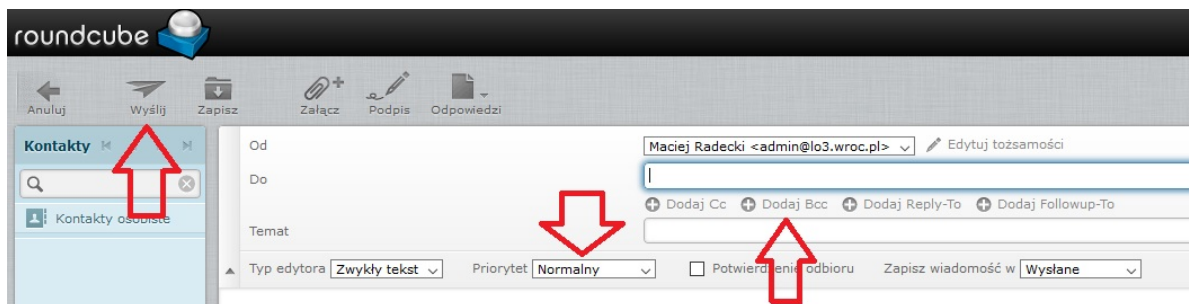 roundcube
Anuluj Wyślij Zapisz Załącz Podpis Odpowiedzi
Kontakty
Od Maciej Radecki <admin@lo3.wroc.pl> Edytuj tożsamości
Do
Dodaj Cc Dodaj Bcc Dodaj Reply-To Dodaj Followup-To
Kontakty osobiste
Temat
Typ edytora Zwykły tekst Priorytet Normalny Potwierdzenie odbioru Zapisz wiadomość w Wysłane